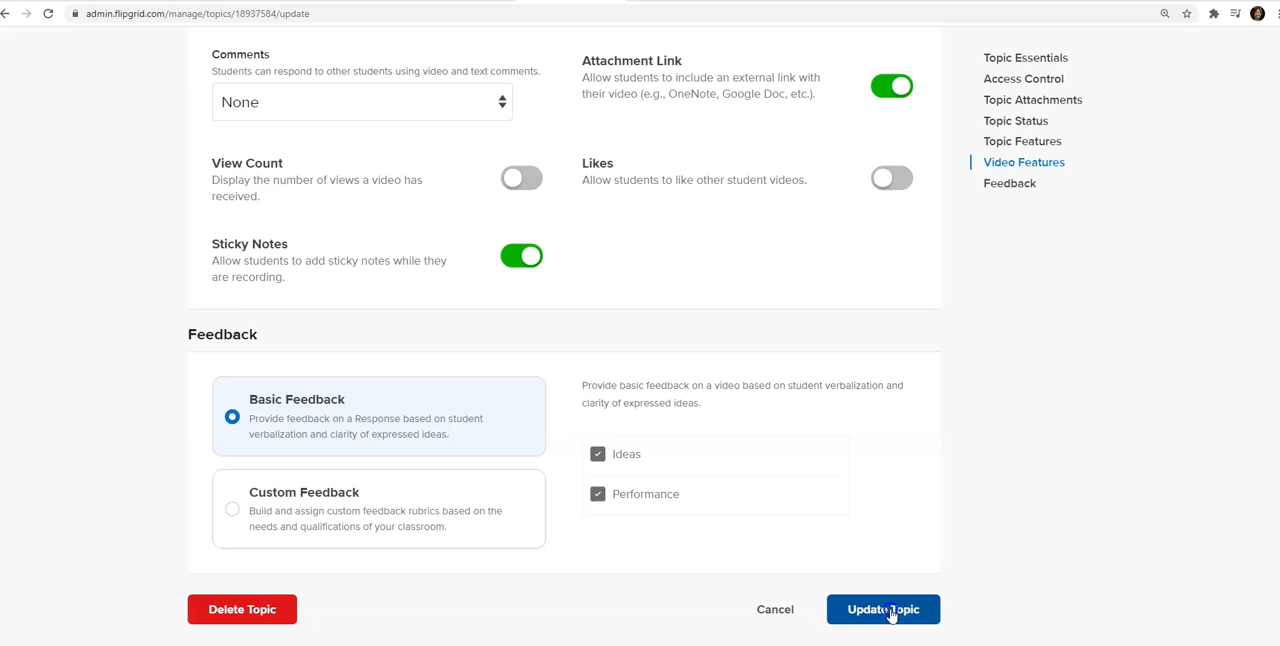 admin.flipgrid.com/manage/topics/18937584/update
Comments
Students can respond to other students using video and text comments.
None
Attachment Link
Allow students to include an external link with
their video (e.g., OneNote, Google Doc, etc.).
View Count
Display the number of views a video has
received.
Likes
Allow students to like other student videos.
Sticky Notes
Allow students to add sticky notes while they
are recording.
Topic Essentials
Access Control
Topic Attachments
Topic Status
Topic Features
Video Features
Feedback
Feedback
Basic Feedback
Provide feedback on a Response based on student
verbalization and clarity of expressed ideas.
Custom Feedback
Build and assign custom feedback rubrics based on the
needs and qualifications of your classroom.
Provide basic feedback on a video based on student verbalization and
clarity of expressed ideas.
Ideas
Performance
Delete Topic
Cancel
Update Topic